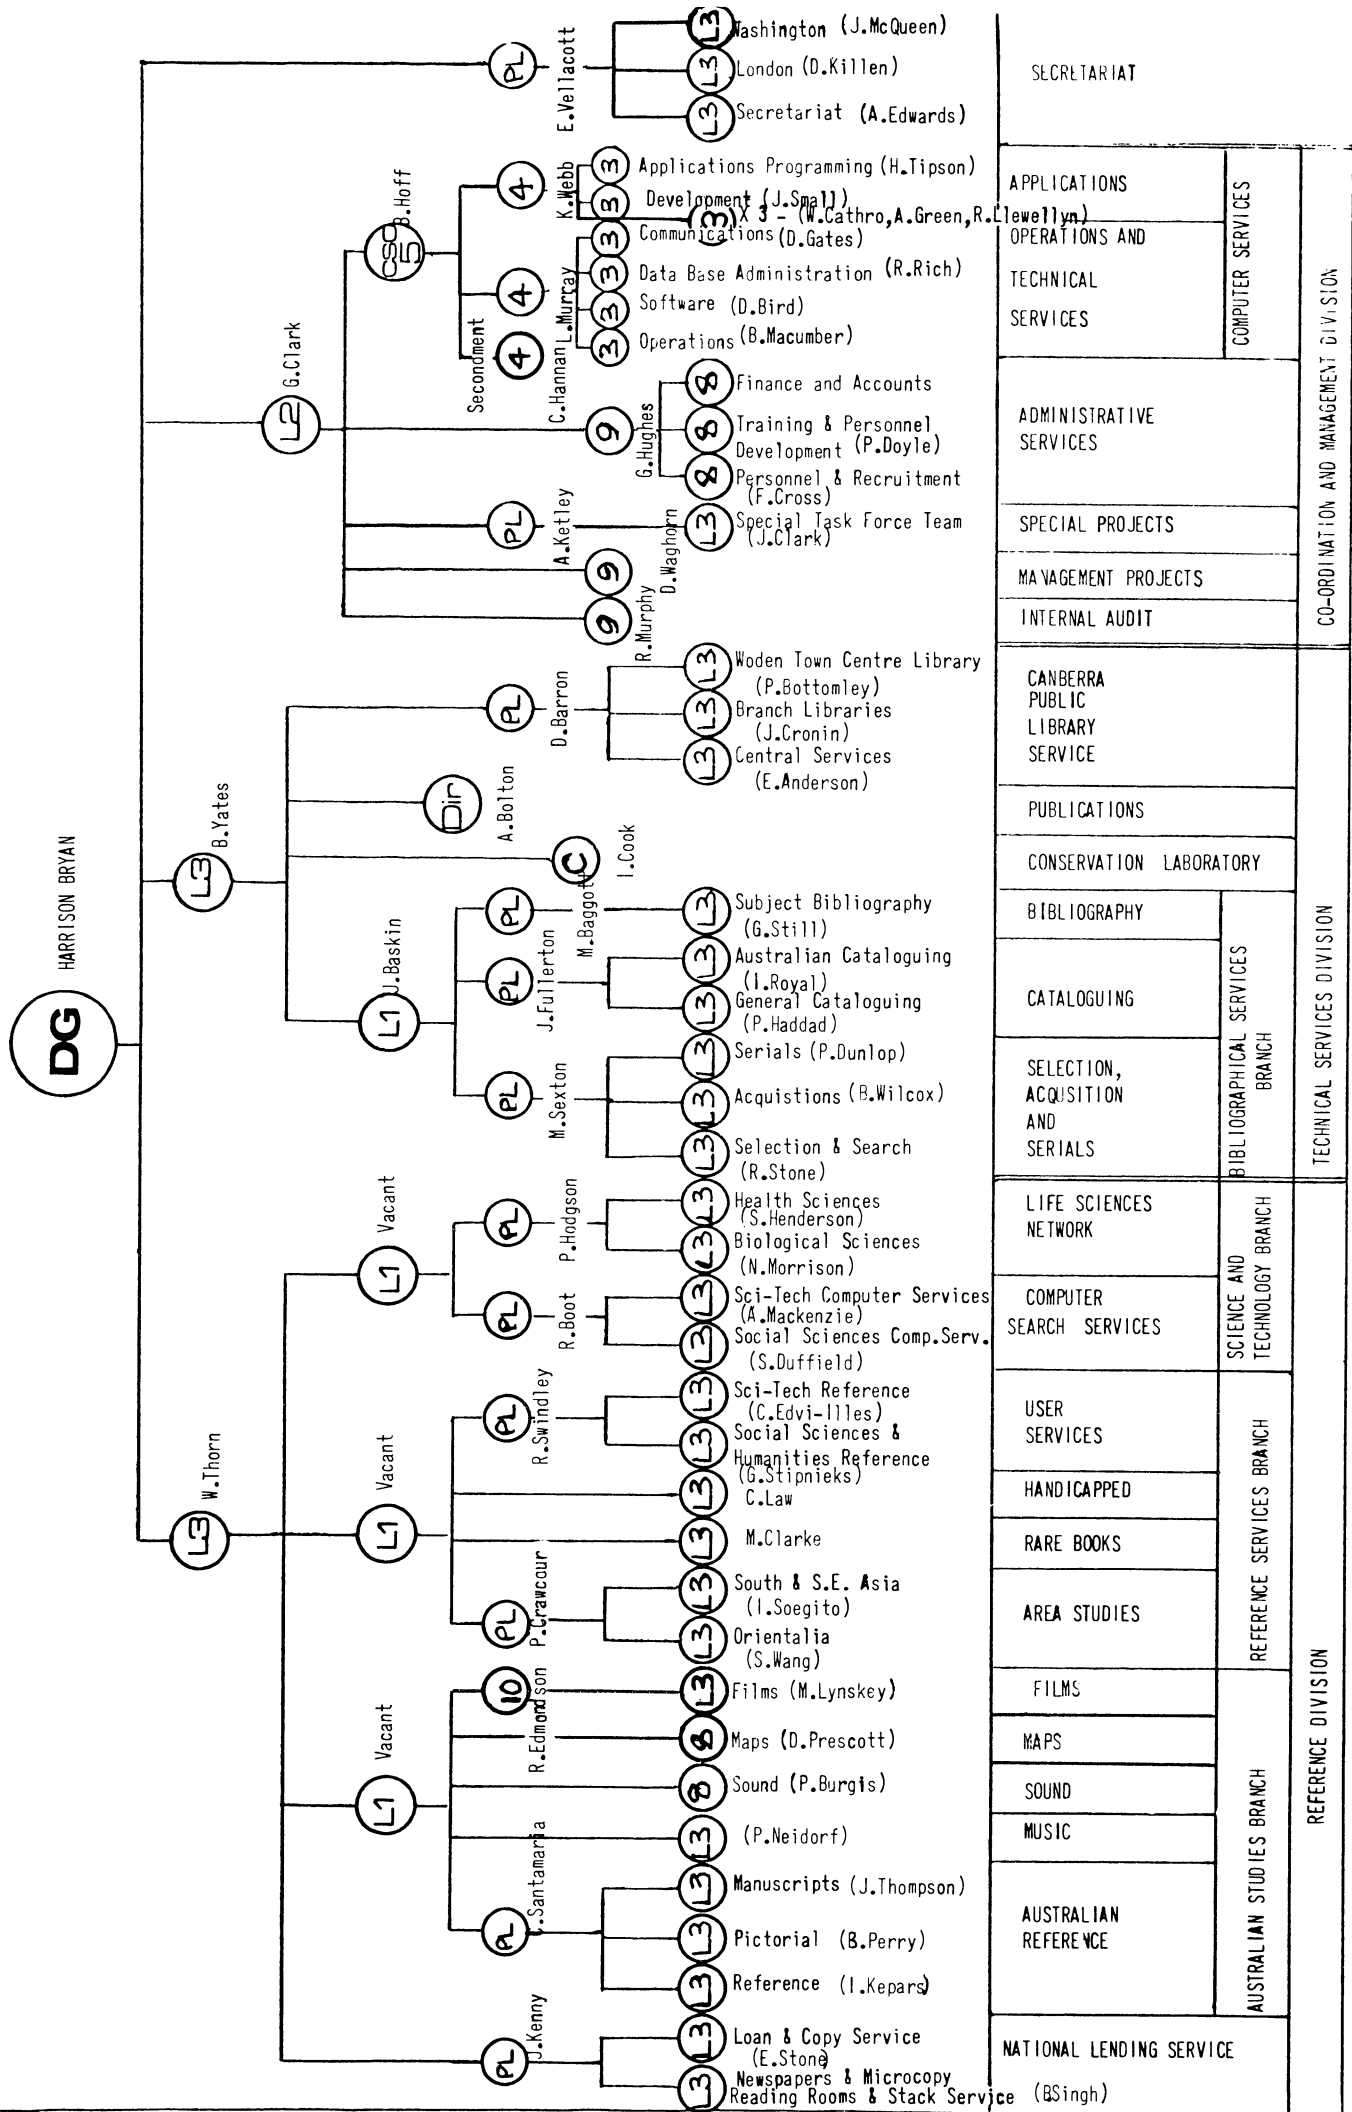 HARRISON BRYAN
DG
PL
E.Vellacott
L3
Washington (J.McQueen)
L3
London (D.Killen)
L3
Secretariat (A.Edwards)
SECRETARIAT
L2
G.Clark
CSO
5
B.Hoff
4
K.Webb
3
Applications Programming (H.Tipson)
3
Development (J.Small)
(3) X 3 - (W.Cathro,A.Green,R.Llewellyn)
APPLICATIONS
4
L.Murray
3
Communications (D.Gates)
3
Data Base Administration (R.Rich)
3
Software (D.Bird)
3
Operations (B.Macumber)
OPERATIONS AND
TECHNICAL
SERVICES
COMPUTER SERVICES
Secondment
4
C.Hannan
9
G.Hughes
8
Finance and Accounts
8
Training & Personnel
Development (P.Doyle)
8
Personnel & Recruitment
(F.Cross)
ADMINISTRATIVE
SERVICES
PL
A.Ketley
L3
Special Task Force Team
(J.Clark)
SPECIAL PROJECTS
9
D.Waghorn
MANAGEMENT PROJECTS
9
R.Murphy
INTERNAL AUDIT
CO-ORDINATION AND MANAGEMENT DIVISION
L3
B.Yates
PL
D.Barron
L3
Woden Town Centre Library
(P.Bottomley)
L3
Branch Libraries
(J.Cronin)
L3
Central Services
(E.Anderson)
CANBERRA
PUBLIC
LIBRARY
SERVICE
Dir
A.Bolton
PUBLICATIONS
C
I.Cook
CONSERVATION LABORATORY
L1
J.Baskin
PL
M.Baggott
L3
Subject Bibliography
(G.Still)
BIBLIOGRAPHY
PL
J.Fullerton
L3
Australian Cataloguing
(I.Royal)
L3
General Cataloguing
(P.Haddad)
CATALOGUING
PL
M.Sexton
L3
Serials (P.Dunlop)
L3
Acquistions (B.Wilcox)
L3
Selection & Search
(R.Stone)
SELECTION,
ACQUSITION
AND
SERIALS
BIBLIOGRAPHICAL SERVICES
BRANCH
TECHNICAL SERVICES DIVISION
L3
W.Thorn
L1
Vacant
PL
P.Hodgson
L3
Health Sciences
(S.Henderson)
L3
Biological Sciences
(N.Morrison)
LIFE SCIENCES
NETWORK
PL
R.Boot
L3
Sci-Tech Computer Services
(A.Mackenzie)
L3
Social Sciences Comp.Serv.
(S.Duffield)
COMPUTER
SEARCH SERVICES
SCIENCE AND
TECHNOLOGY BRANCH
L1
Vacant
PL
R.Swindley
L3
Sci-Tech Reference
(C.Edvi-Illes)
L3
Social Sciences &
Humanities Reference
(G.Stipnieks)
USER
SERVICES
L3
C.Law
HANDICAPPED
L3
M.Clarke
RARE BOOKS
PL
P.Crawcour
L3
South & S.E. Asia
(I.Soegito)
L3
Orientalia
(S.Wang)
AREA STUDIES
REFERENCE SERVICES BRANCH
L1
Vacant
10
R.Edmondson
L3
Films (M.Lynskey)
FILMS
8
Maps (D.Prescott)
MAPS
8
Sound (P.Burgis)
SOUND
L3
(P.Neidorf)
MUSIC
PL
C.Santamaria
L3
Manuscripts (J.Thompson)
L3
Pictorial (B.Perry)
L3
Reference (I.Kepars)
AUSTRALIAN
REFERENCE
AUSTRALIAN STUDIES BRANCH
PL
J.Kenny
L3
Loan & Copy Service
(E.Stone)
L3
Newspapers & Microcopy
Reading Rooms & Stack Service (BSingh)
NATIONAL LENDING SERVICE
REFERENCE DIVISION